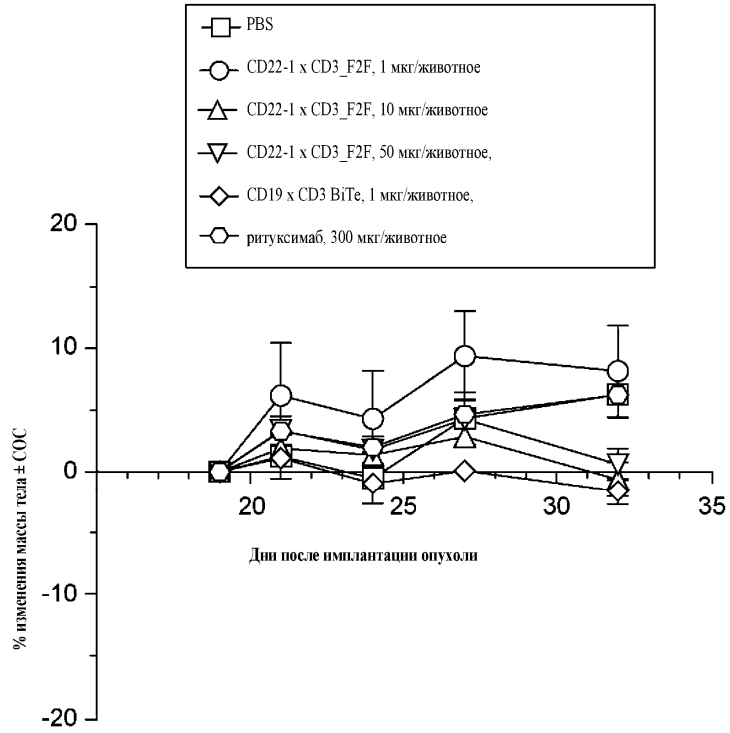 PBS
CD22-1 x CD3_F2F, 1 мкг/животное
CD22-1 x CD3_F2F, 10 мкг/животное
CD22-1 x CD3_F2F, 50 мкг/животное,
CD19 x CD3 BiTe, 1 мкг/животное,
ритуксимаб, 300 мкг/животное
20
10
0
-10
-20
20
25
30
35
Дни после имплантации опухоли
% изменения массы тела ± СОС